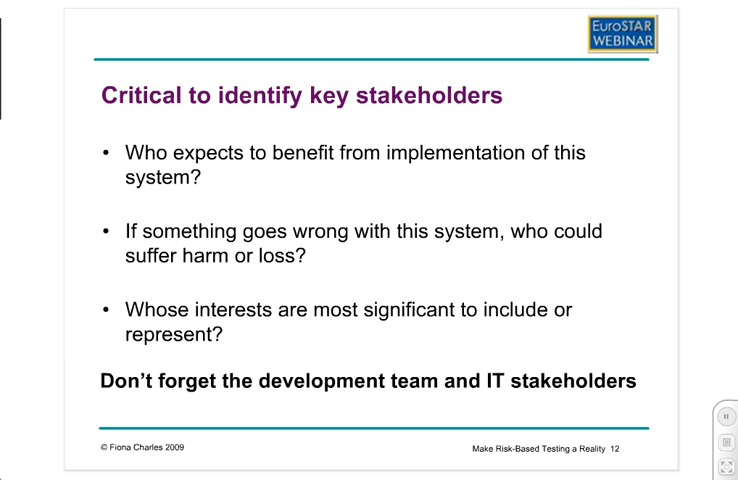 EuroSTAR
WEBINAR
Critical to identify key stakeholders
• Who expects to benefit from implementation of this
system?
• If something goes wrong with this system, who could
suffer harm or loss?
• Whose interests are most significant to include or
represent?
Don’t forget the development team and IT stakeholders
© Fiona Charles 2009
Make Risk-Based Testing a Reality 12